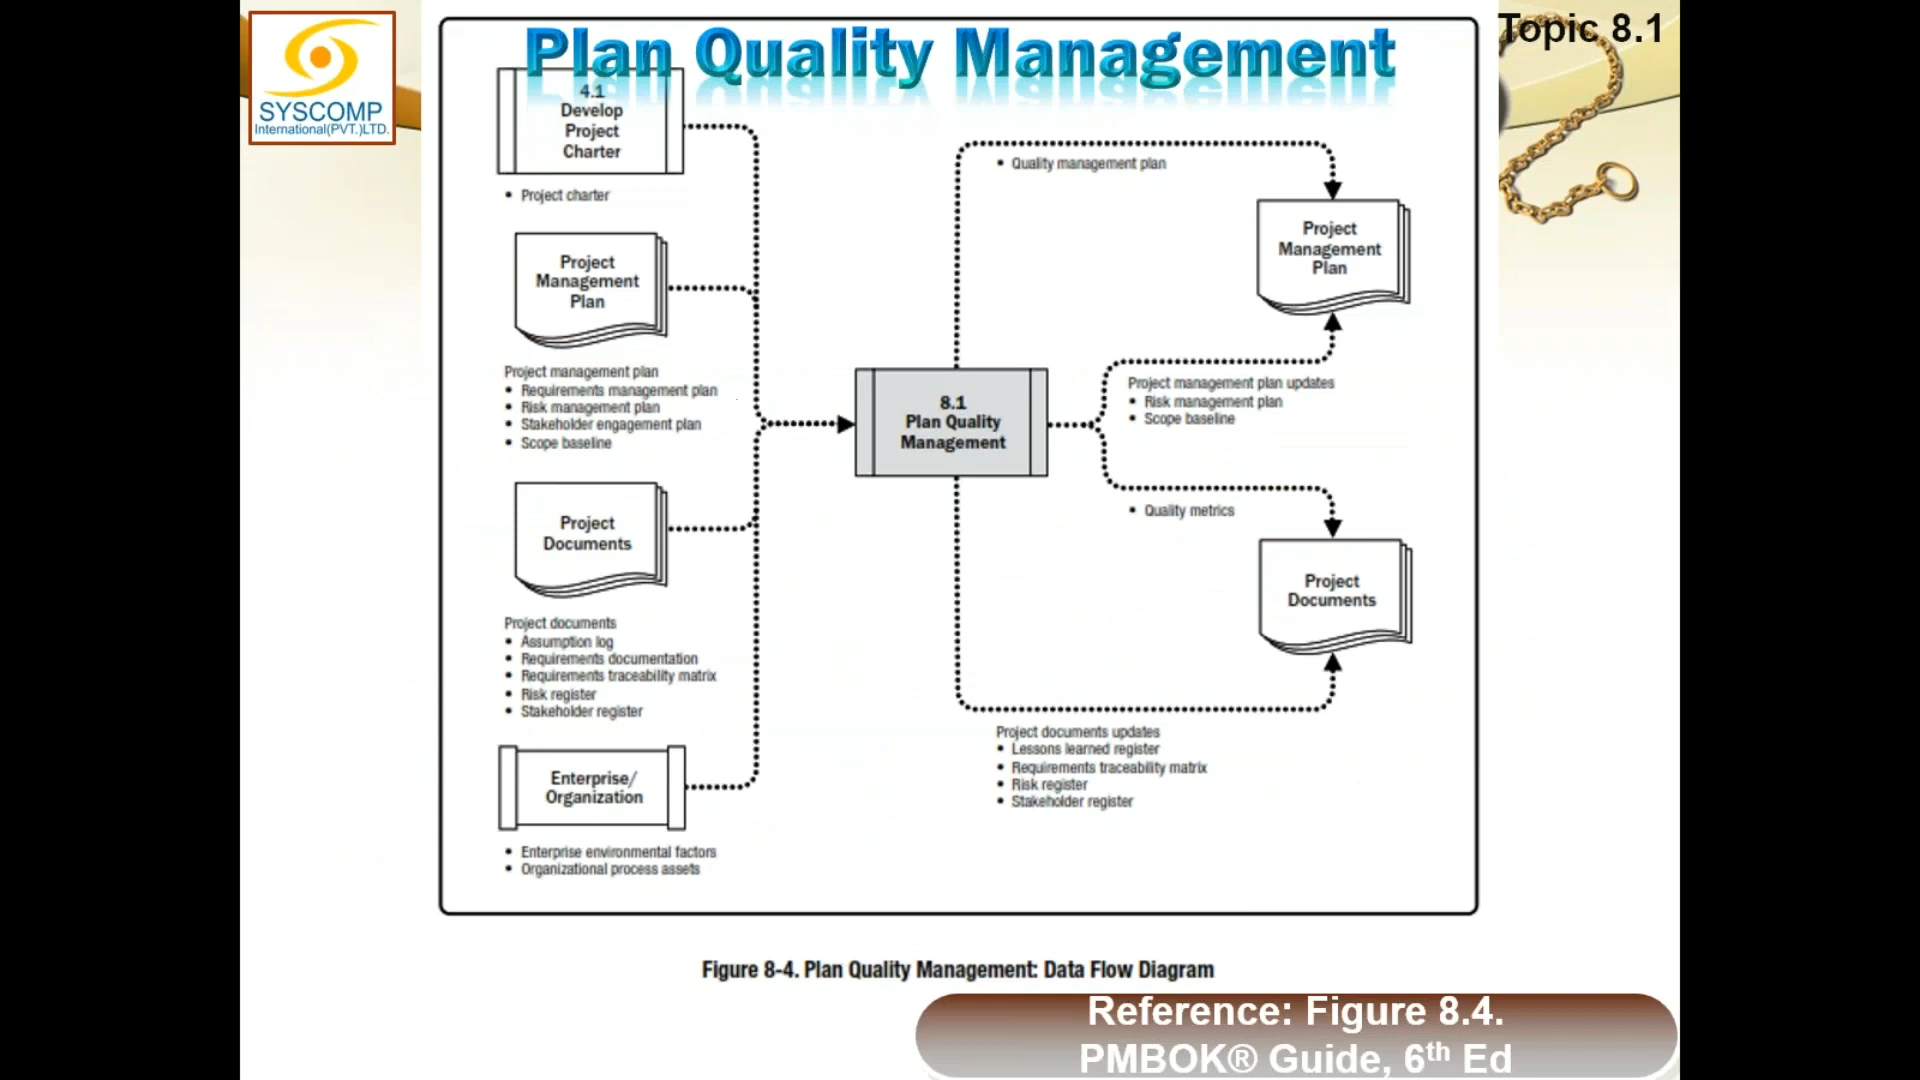 SYSCOMP
International(PVT.)LTD.
Plan Quality Management
Topic 8.1
4.1
Develop
Project
Charter
• Project charter
Project
Management
Plan
Project management plan
• Requirements management plan
• Risk management plan
• Stakeholder engagement plan
• Scope baseline
Project
Documents
Project documents
• Assumption log
• Requirements documentation
• Requirements traceability matrix
• Risk register
• Stakeholder register
Enterprise/
Organization
• Enterprise environmental factors
• Organizational process assets
8.1
Plan Quality
Management
• Quality management plan
Project
Management
Plan
Project management plan updates
• Risk management plan
• Scope baseline
• Quality metrics
Project
Documents
Project documents updates
• Lessons learned register
• Requirements traceability matrix
• Risk register
• Stakeholder register
Figure 8-4. Plan Quality Management: Data Flow Diagram
Reference: Figure 8.4.
PMBOK® Guide, 6th Ed